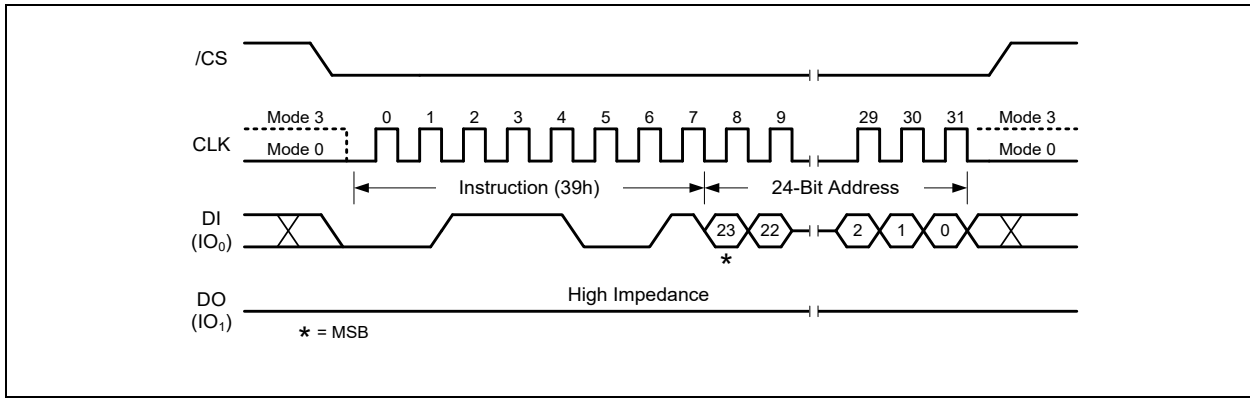 /CS
Mode 3 0 1 2 3 4 5 6 7 8 9 29 30 31 Mode 3
CLK
Mode 0 Mode 0
Instruction (39h) 24-Bit Address
DI
(IO₀)
23 22 2 1 0
*
High Impedance
DO
(IO₁)
* = MSB